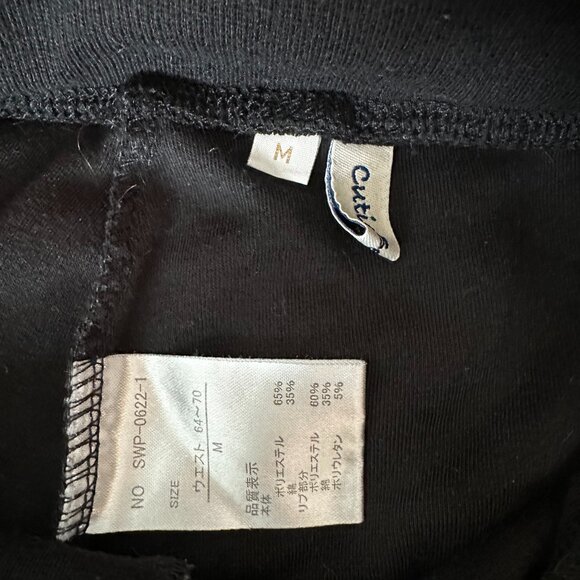 M
Cuti
NO SWP-0622-1
SIZE
ウエスト 64〜70
M
品質表示
本体
ポリエステル 65%
綿 35%
リブ部分
ポリエステル 60%
綿 35%
ポリウレタン 5%